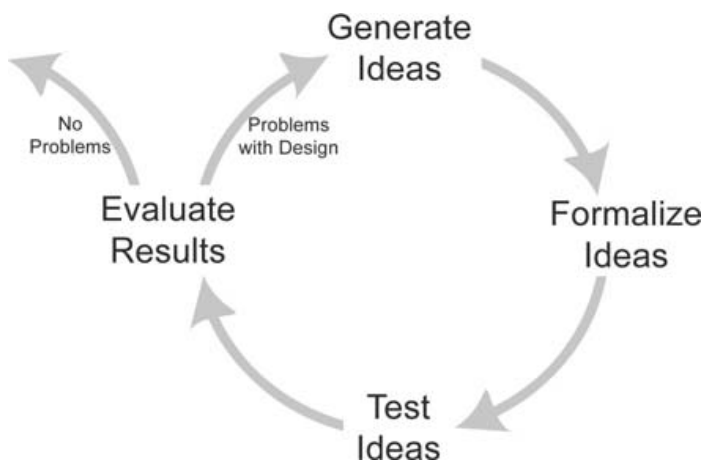 Generate
Ideas
No
Problems
Problems
with Design
Evaluate
Results
Formalize
Ideas
Test
Ideas